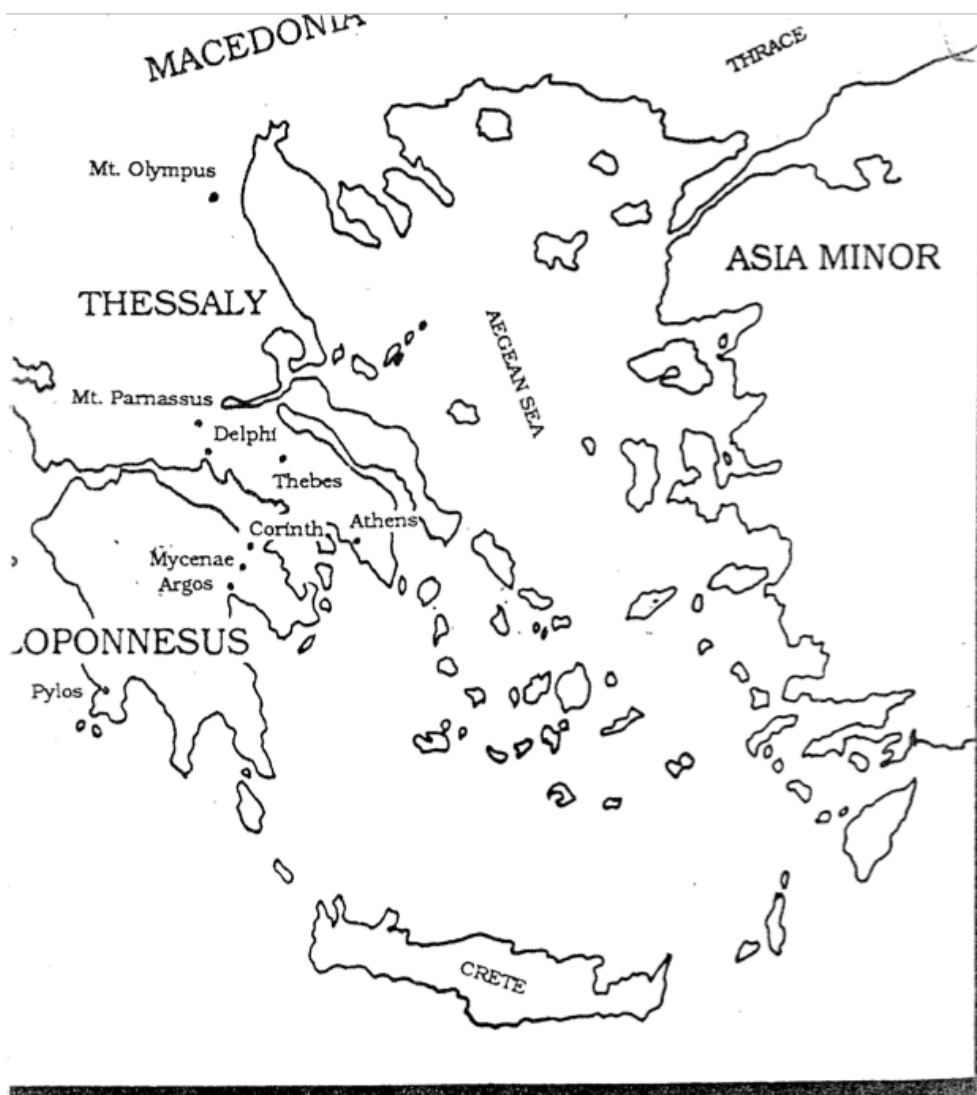 MACEDONIA
THRACE
Mt. Olympus
ASIA MINOR
THESSALY
AEGEAN SEA
Mt. Parnassus
Delphi
Thebes
Corinth
Athens
Mycenae
Argos
OPONNESUS
Pylos
CRETE